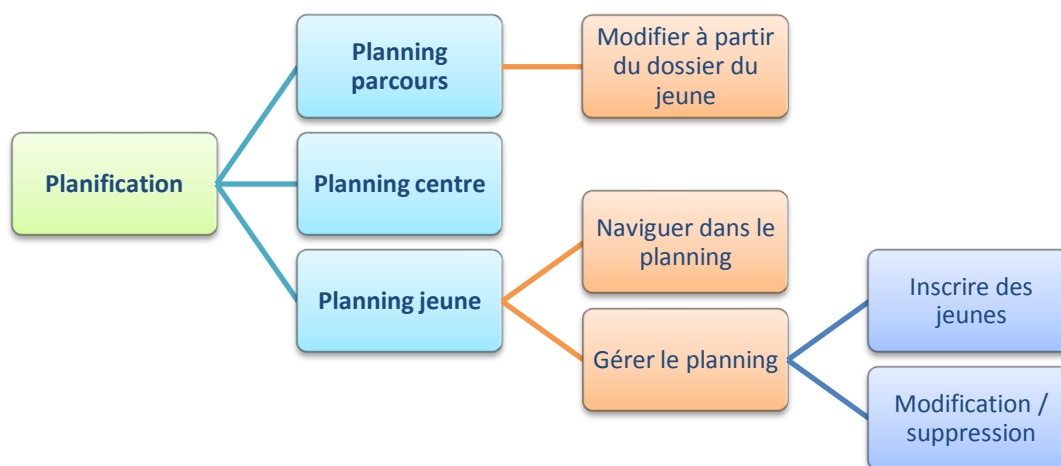 Planification
Planning
parcours
Modifier à partir
du dossier du
jeune
Planning centre
Planning jeune
Naviguer dans le
planning
Gérer le planning
Inscrire des
jeunes
Modification /
suppression